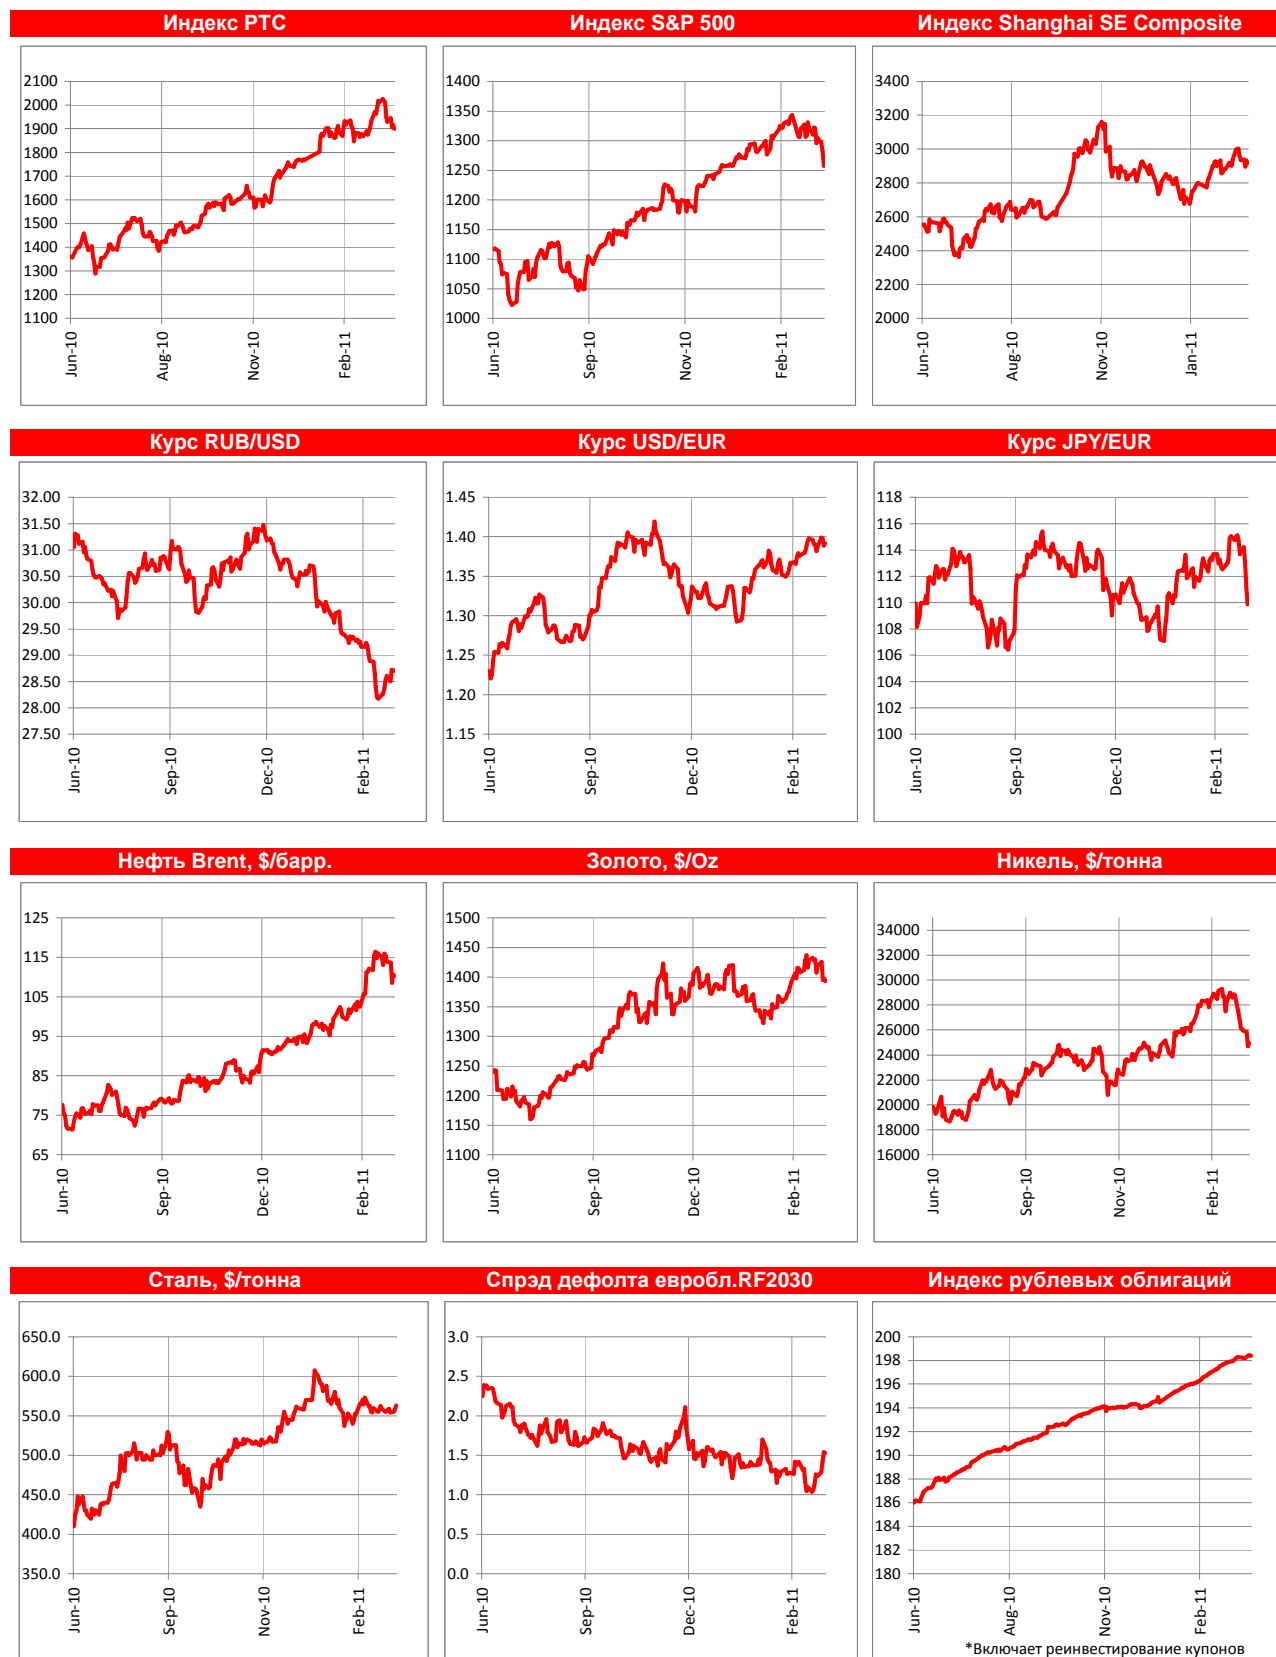 Индекс РТС
Индекс S&P 500
Индекс Shanghai SE Composite
2100
2000
1900
1800
1700
1600
1500
1400
1300
1200
1100
Jun-10
Aug-10
Nov-10
Feb-11
1400
1350
1300
1250
1200
1150
1100
1050
1000
Jun-10
Sep-10
Nov-10
Feb-11
3400
3200
3000
2800
2600
2400
2200
2000
Jun-10
Aug-10
Nov-10
Jan-11
Курс RUB/USD
Курс USD/EUR
Курс JPY/EUR
32.00
31.50
31.00
30.50
30.00
29.50
29.00
28.50
28.00
27.50
Jun-10
Sep-10
Dec-10
Feb-11
1.45
1.40
1.35
1.30
1.25
1.20
1.15
Jun-10
Sep-10
Dec-10
Feb-11
118
116
114
112
110
108
106
104
102
100
Jun-10
Sep-10
Dec-10
Feb-11
Нефть Brent, $/барр.
Золото, $/Oz
Никель, $/тонна
125
115
105
95
85
75
65
Jun-10
Sep-10
Dec-10
Feb-11
1500
1450
1400
1350
1300
1250
1200
1150
1100
Jun-10
Sep-10
Dec-10
Feb-11
34000
30000
28000
26000
24000
22000
20000
18000
16000
Jun-10
Sep-10
Nov-10
Feb-11
Сталь, $/тонна
Спрэд дефолта евробл.RF2030
Индекс рублевых облигаций
650.0
600.0
550.0
500.0
450.0
400.0
350.0
Jun-10
Sep-10
Nov-10
Feb-11
3.0
2.5
2.0
1.5
1.0
0.5
0.0
Jun-10
Sep-10
Dec-10
Feb-11
200
198
196
194
192
190
188
186
184
182
180
Jun-10
Aug-10
Nov-10
Feb-11
*Включает реинвестирование купонов